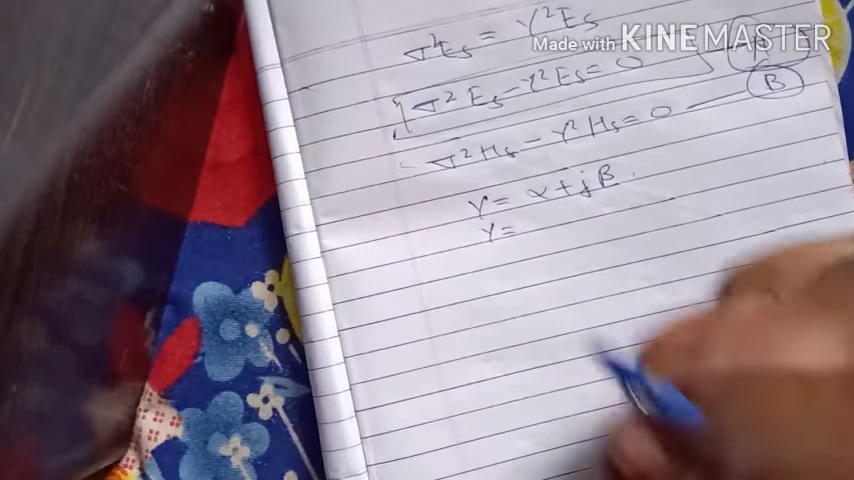 ∇²Es = γ²Es
Made with KINEMASTER
∇²Es - γ²Es = 0
∇²Hs - γ²Hs = 0 — B
γ = α + jβ.
γ =